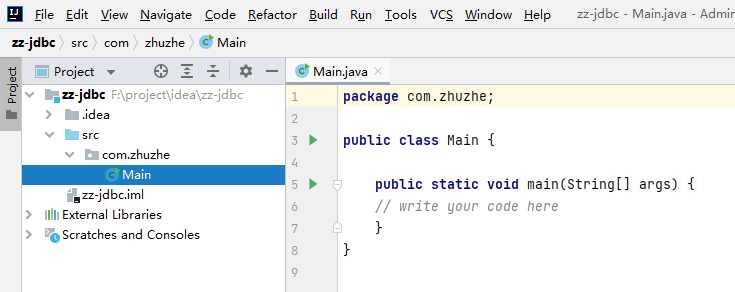 IJ File Edit View Navigate Code Refactor Build Run Tools VCS Window Help zz-jdbc - Main.java - Admi
zz-jdbc src com zhuzhe Main
Project
Project
Main.java
zz-jdbc F:\project\idea\zz-jdbc
.idea
src
com.zhuzhe
Main
zz-jdbc.iml
External Libraries
Scratches and Consoles
1 package com.zhuzhe;
2
3 public class Main {
4
5 public static void main(String[] args) {
6 // write your code here
7 }
8 }
9